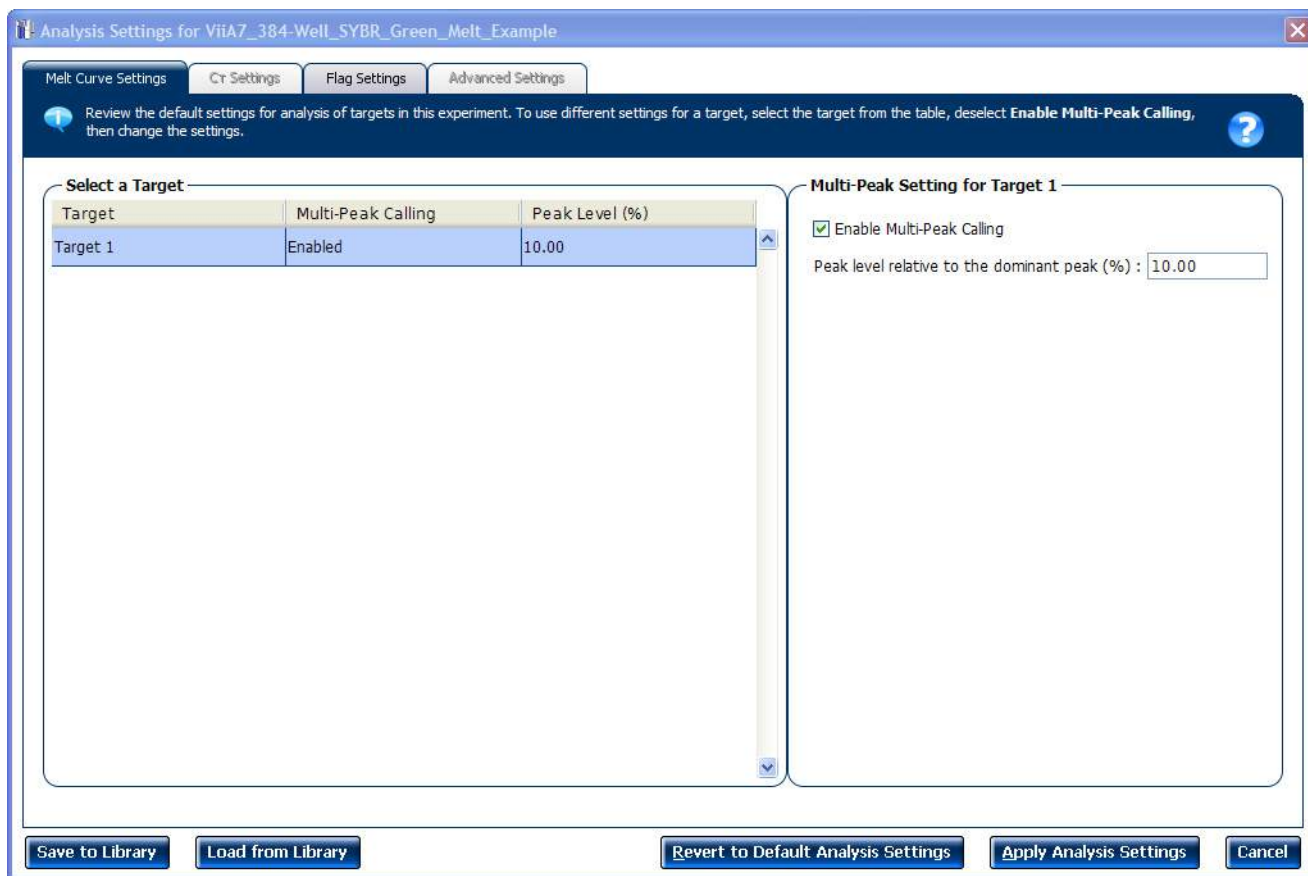 Analysis Settings for ViiA7_384-Well_SYBR_Green_Melt_Example
Melt Curve Settings
CT Settings
Flag Settings
Advanced Settings
Review the default settings for analysis of targets in this experiment. To use different settings for a target, select the target from the table, deselect Enable Multi-Peak Calling,
then change the settings.
Select a Target
Target Multi-Peak Calling Peak Level (%)
Target 1 Enabled 10.00
Multi-Peak Setting for Target 1
Enable Multi-Peak Calling
Peak level relative to the dominant peak (%) : 10.00
Save to Library
Load from Library
Revert to Default Analysis Settings
Apply Analysis Settings
Cancel